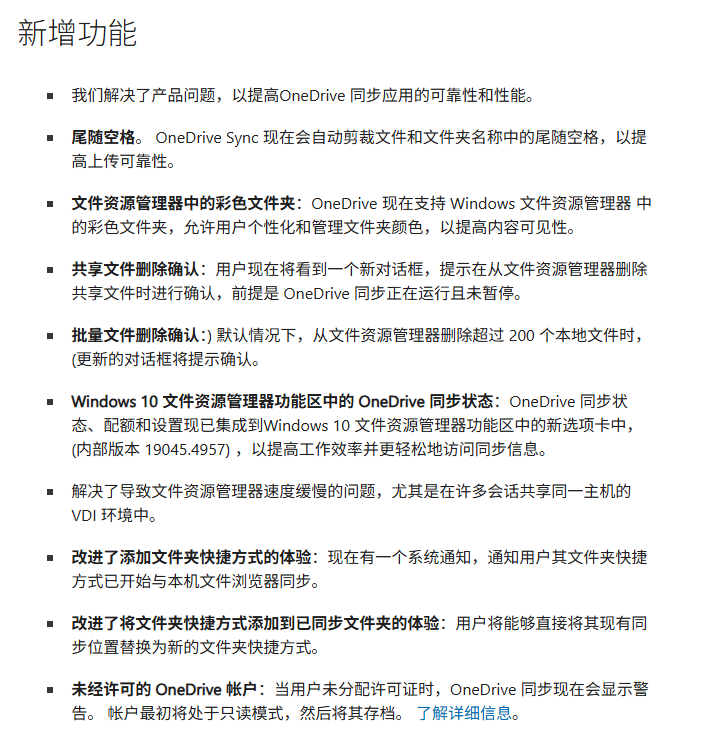 新增功能
我们解决了产品问题，以提高OneDrive 同步应用的可靠性和性能。
尾随空格。 OneDrive Sync 现在会自动剪裁文件和文件夹名称中的尾随空格，以提
高上传可靠性。
文件资源管理器中的彩色文件夹：OneDrive 现在支持 Windows 文件资源管理器 中
的彩色文件夹，允许用户个性化和管理文件夹颜色，以提高内容可见性。
共享文件删除确认：用户现在将看到一个新对话框，提示在从文件资源管理器删除
共享文件时进行确认，前提是 OneDrive 同步正在运行且未暂停。
批量文件删除确认：) 默认情况下，从文件资源管理器删除超过 200 个本地文件时，
(更新的对话框将提示确认。
Windows 10 文件资源管理器功能区中的 OneDrive 同步状态：OneDrive 同步状
态、配额和设置现已集成到Windows 10 文件资源管理器功能区中的新选项卡中，
(内部版本 19045.4957) ，以提高工作效率并更轻松地访问同步信息。
解决了导致文件资源管理器速度缓慢的问题，尤其是在许多会话共享同一主机的
VDI 环境中。
改进了添加文件夹快捷方式的体验：现在有一个系统通知，通知用户其文件夹快捷
方式已开始与本机文件浏览器同步。
改进了将文件夹快捷方式添加到已同步文件夹的体验：用户将能够直接将其现有同
步位置替换为新的文件夹快捷方式。
未经许可的 OneDrive 帐户：当用户未分配许可证时，OneDrive 同步现在会显示警
告。 帐户最初将处于只读模式，然后将其存档。 了解详细信息。